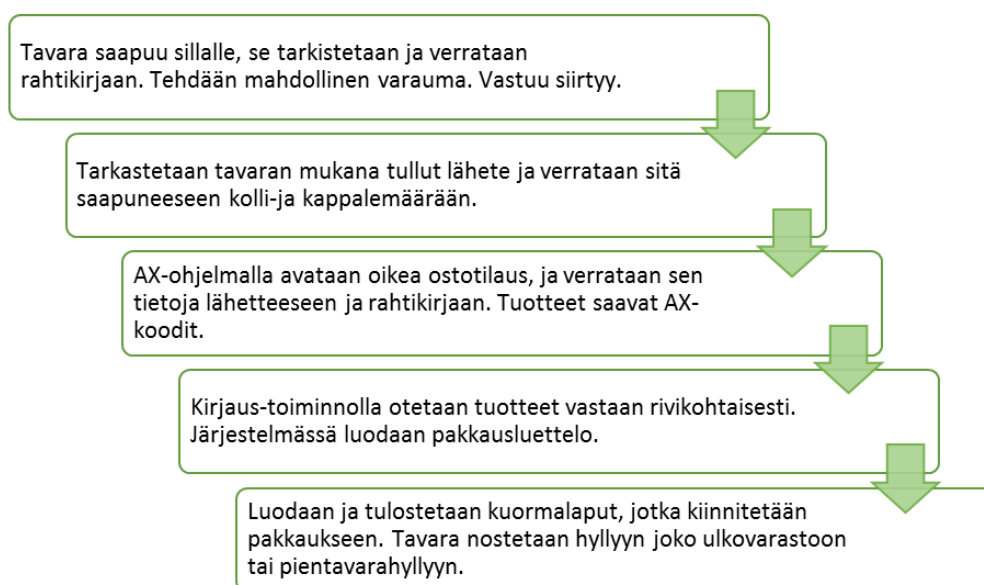 Tavara saapuu sillalle, se tarkistetaan ja verrataan
rahtikirjaan. Tehdään mahdollinen varauma. Vastuu siirtyy.
Tarkastetaan tavaran mukana tullut lähete ja verrataan sitä
saapuneeseen kolli-ja kappalemäärään.
AX-ohjelmalla avataan oikea ostotilaus, ja verrataan sen
tietoja lähetteeseen ja rahtikirjaan. Tuotteet saavat AX-
koodit.
Kirjaus-toiminnolla otetaan tuotteet vastaan rivikohtaisesti.
Järjestelmässä luodaan pakkausluettelo.
Luodaan ja tulostetaan kuormalaput, jotka kiinnitetään
pakkaukseen. Tavara nostetaan hyllyyn joko ulkovarastoon
tai pientavarahyllyyn.